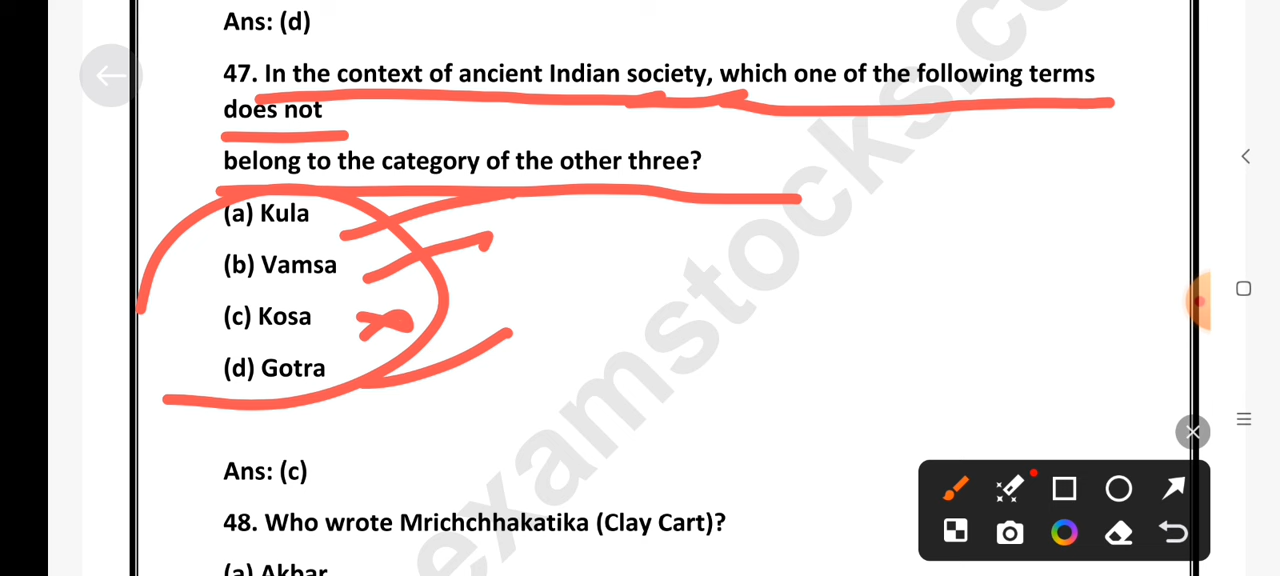 Ans: (d)
47. In the context of ancient Indian society, which one of the following terms
does not
belong to the category of the other three?
(a) Kula
(b) Vamsa
(c) Kosa
(d) Gotra
Ans: (c)
48. Who wrote Mrichchhakatika (Clay Cart)?
(a) Akbar
examstocks.c